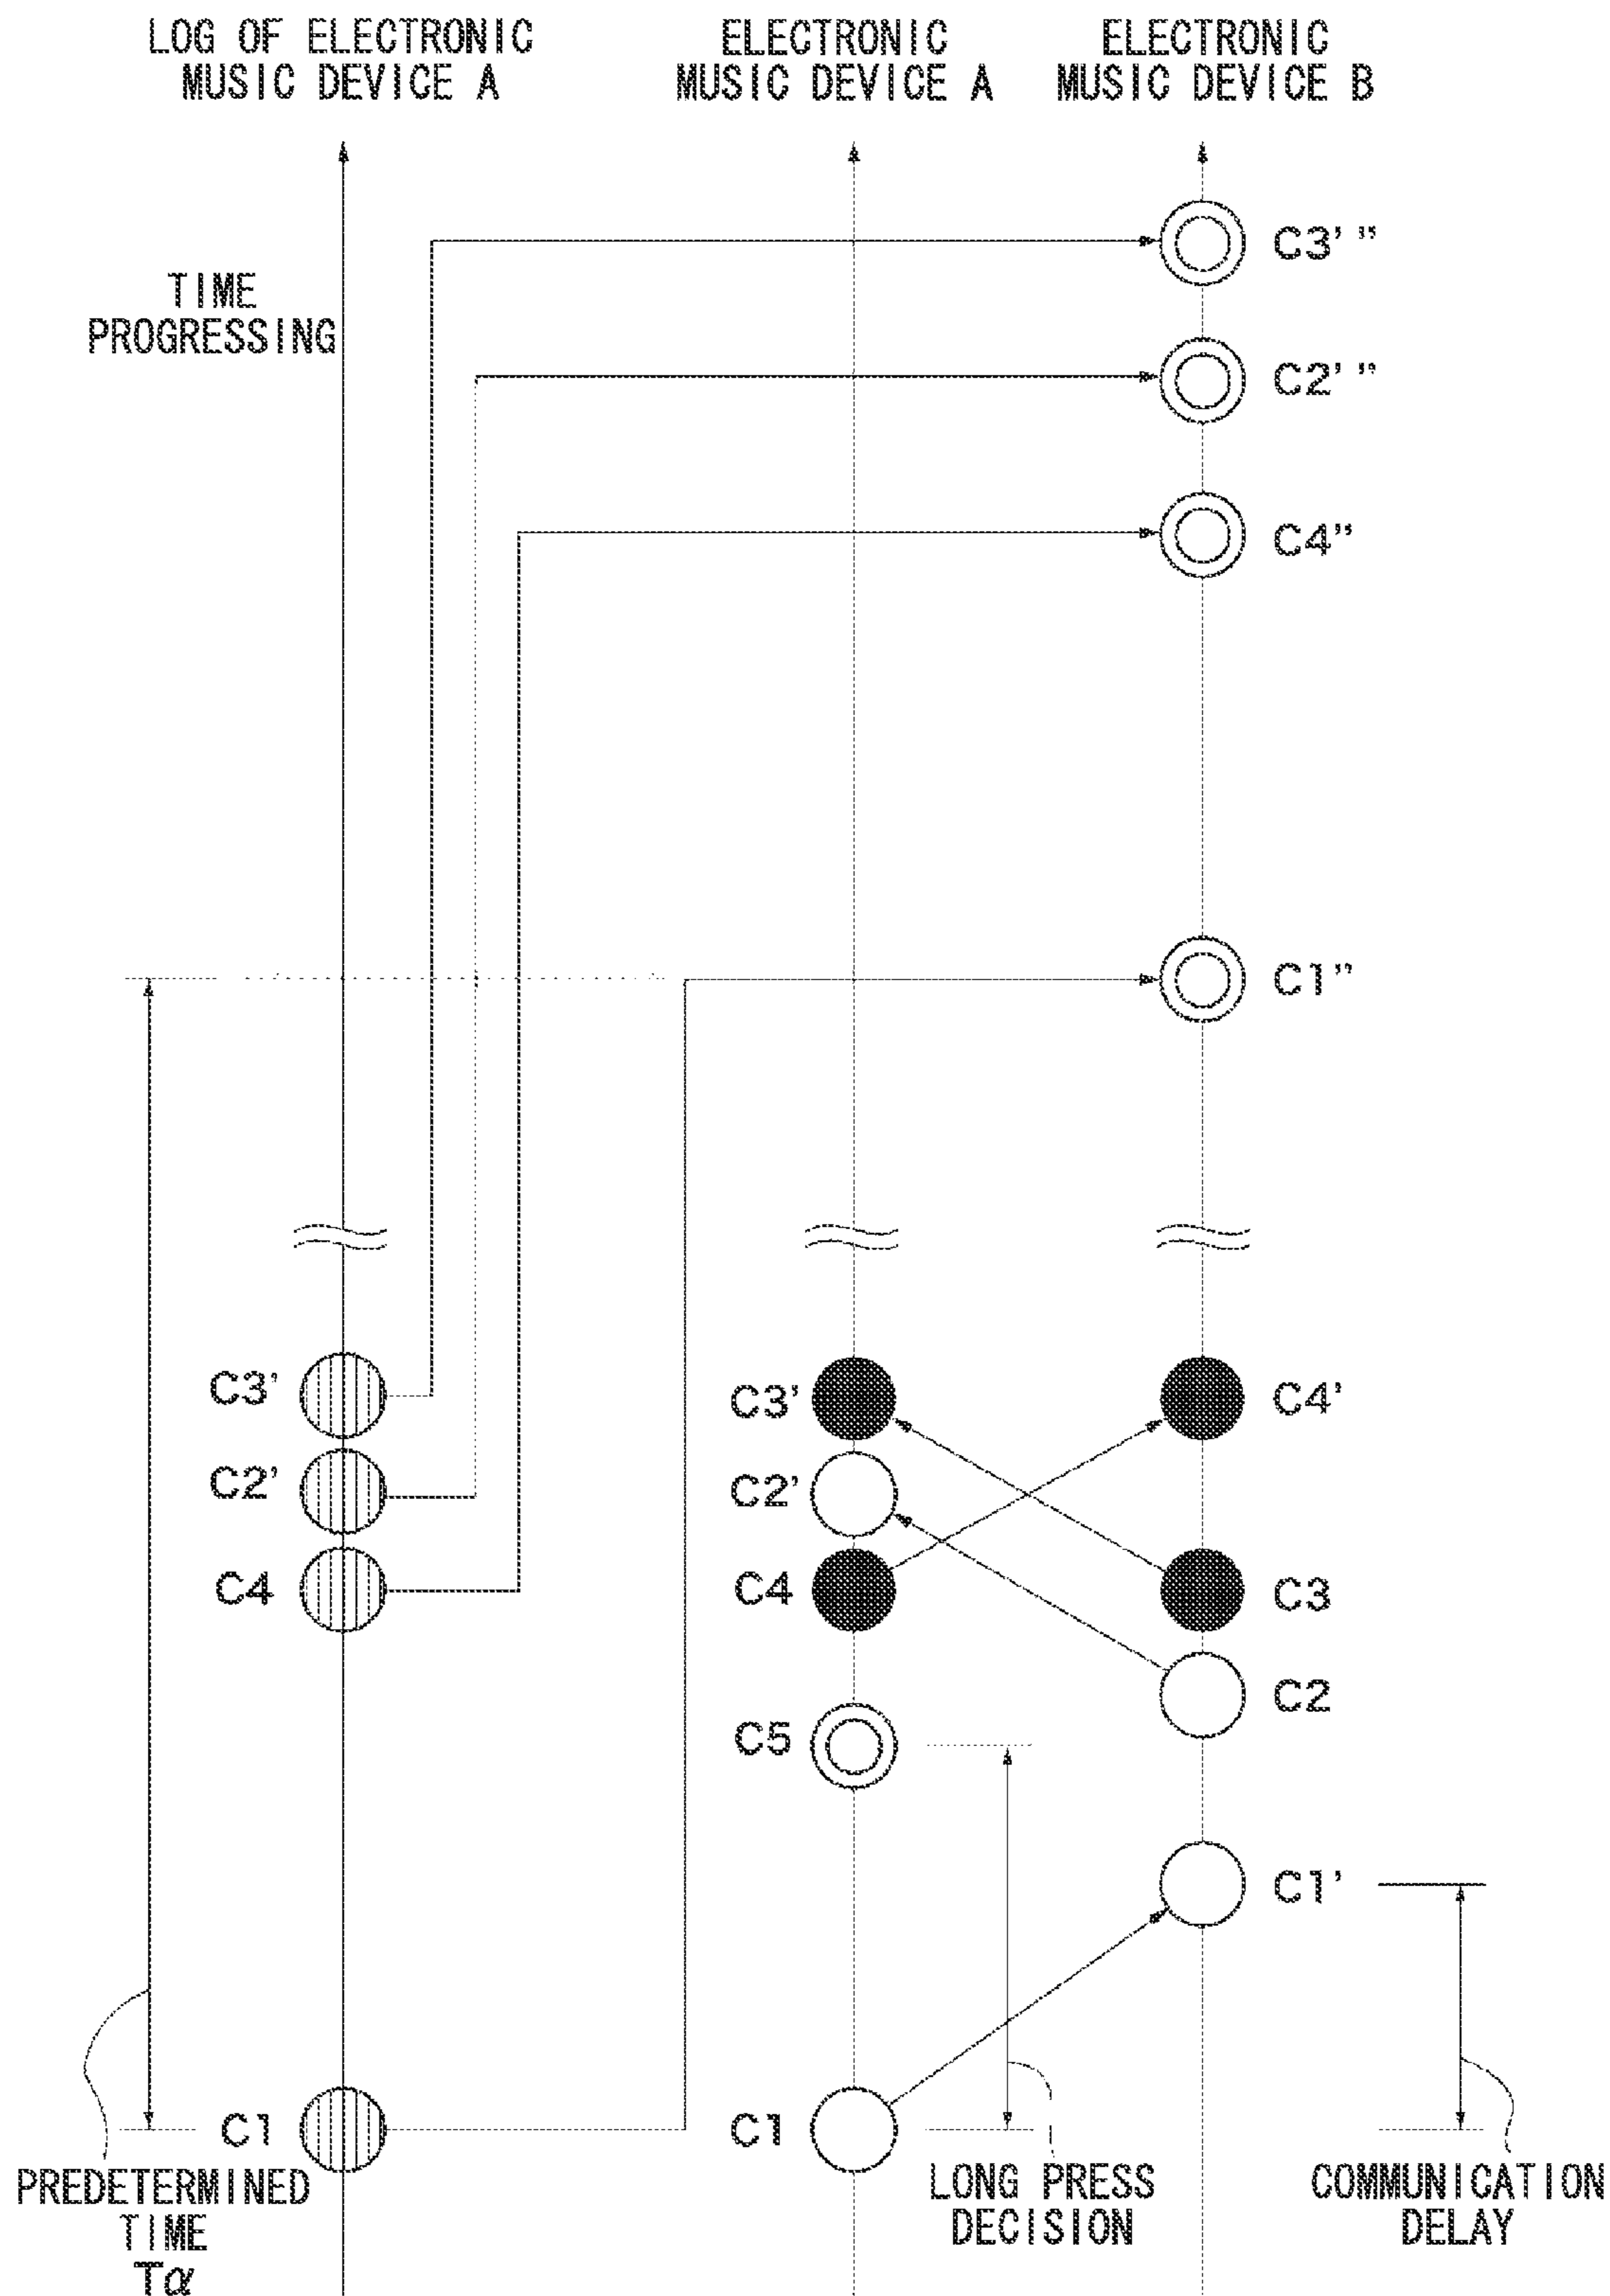 LOG OF ELECTRONIC
MUSIC DEVICE A
ELECTRONIC
MUSIC DEVICE A
ELECTRONIC
MUSIC DEVICE B
C3'"
TIME
PROGRESSING
C2'"
C4"
C1"
C3'
C3'
C4'
C2'
C2'
C4
C4
C3
C2
C5
C1'
C1
C1
PREDETERMINED
TIME
Tα
LONG PRESS
DECISION
COMMUNICATION
DELAY